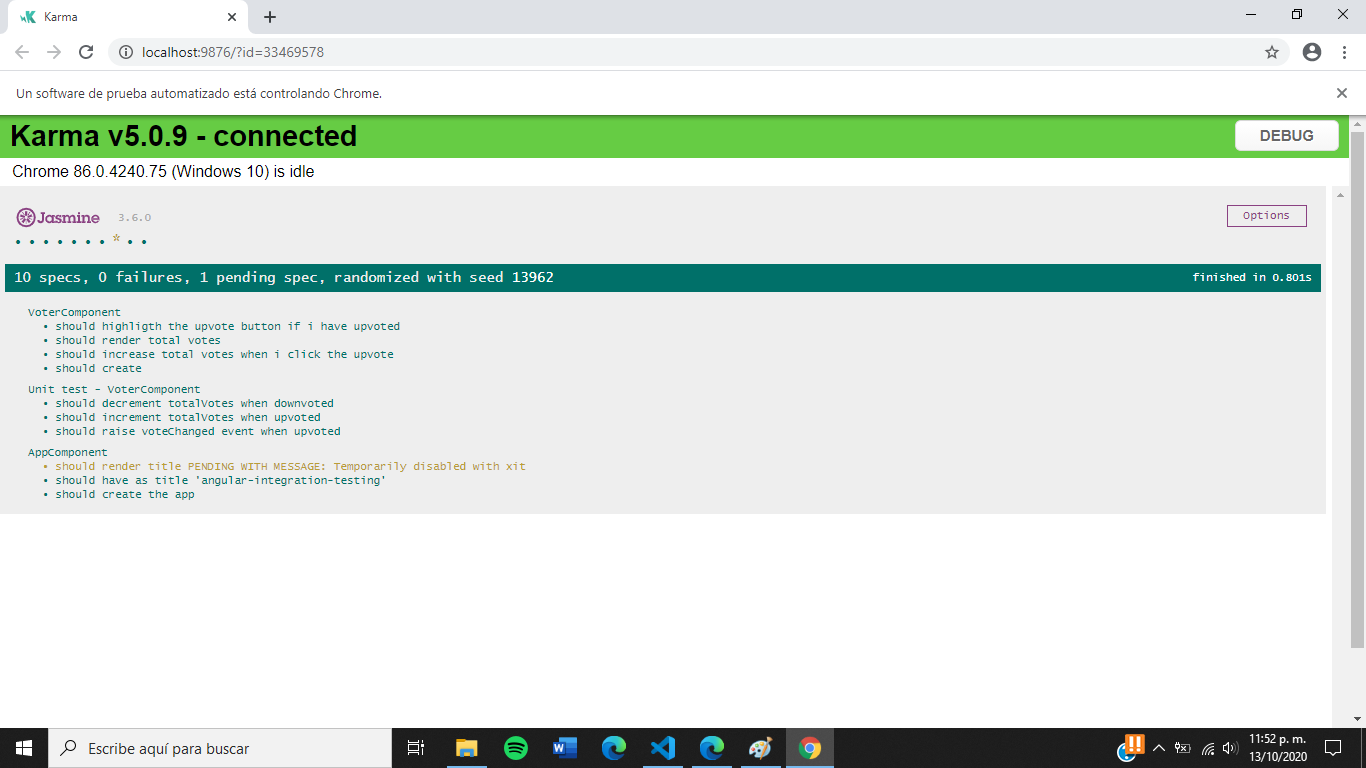 Karma
localhost:9876/?id=33469578
Un software de prueba automatizado está controlando Chrome.
Karma v5.0.9 - connected
DEBUG
Chrome 86.0.4240.75 (Windows 10) is idle
Jasmine 3.6.0
Options
10 specs, 0 failures, 1 pending spec, randomized with seed 13962
finished in 0.801s
VoterComponent
• should highligth the upvote button if i have upvoted
• should render total votes
• should increase total votes when i click the upvote
• should create
Unit test - VoterComponent
• should decrement totalVotes when downvoted
• should increment totalVotes when upvoted
• should raise voteChanged event when upvoted
AppComponent
• should render title PENDING WITH MESSAGE: Temporarily disabled with xit
• should have as title 'angular-integration-testing'
• should create the app
Escribe aquí para buscar
11:52 p. m.
13/10/2020